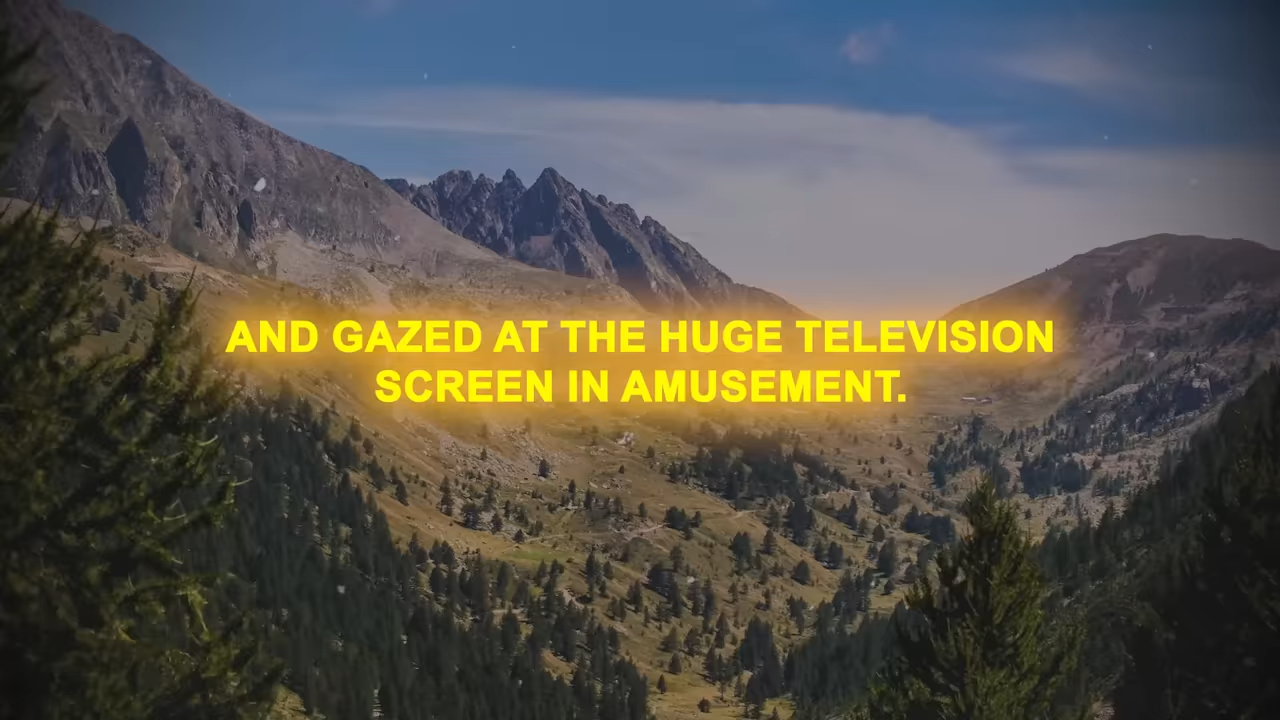 AND GAZED AT THE HUGE TELEVISION
SCREEN IN AMUSEMENT.